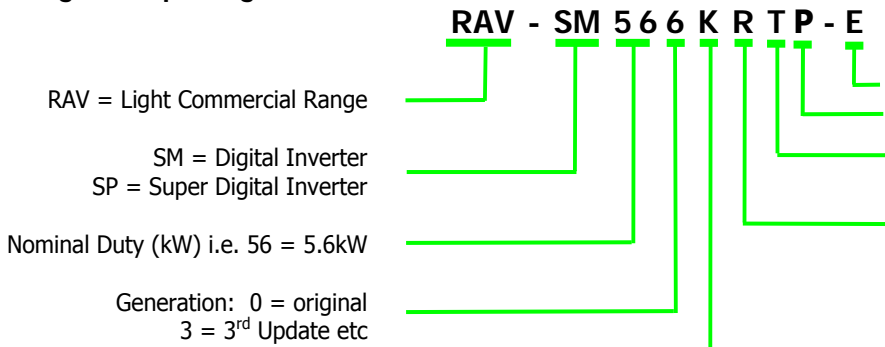 RAV - SM 5 6 6 K R T P - E
RAV = Light Commercial Range
SM = Digital Inverter
SP = Super Digital Inverter
Nominal Duty (kW) i.e. 56 = 5.6kW
Generation: 0 = original
3 = 3rd Update etc